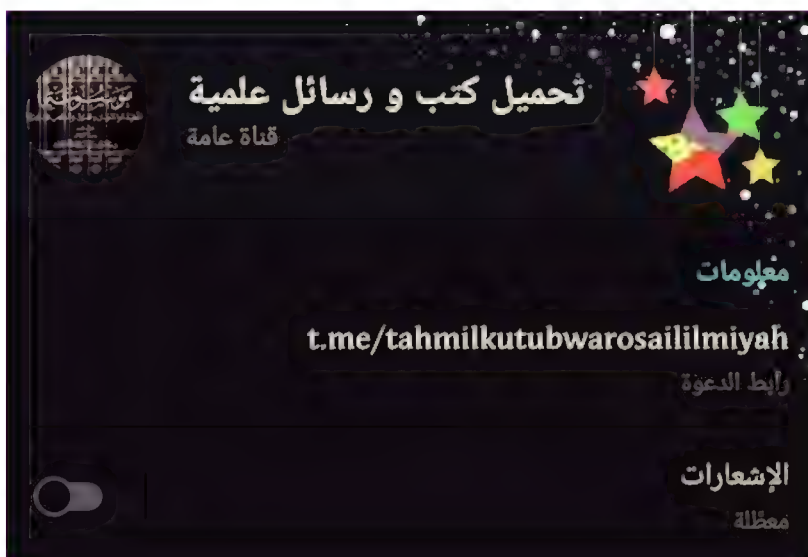 تحميل كتب و رسائل علمية
قناة عامة
معلومات
t.me/tahmilkutubwarosaililmiyah
رابط الدعوة
الإشعارات
معطلة